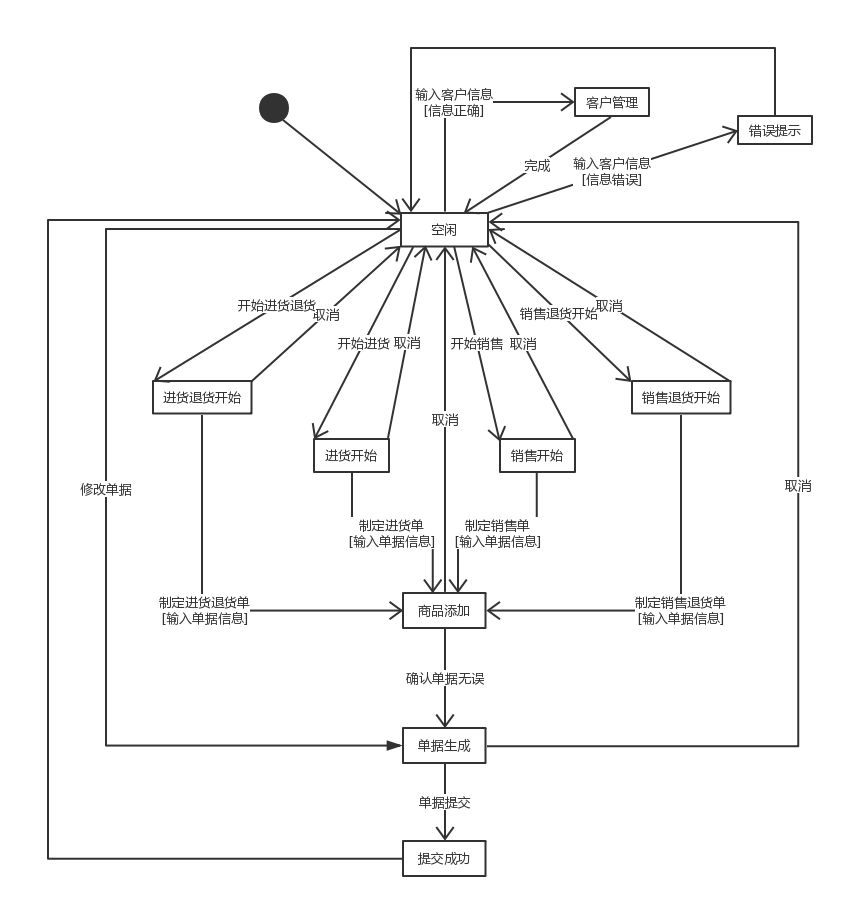 输入客户信息
[信息正确]
客户管理
错误提示
完成
输入客户信息
[信息错误]
空闲
开始进货退货
取消
开始进货
取消
开始销售
取消
销售退货开始
取消
进货退货开始
销售退货开始
取消
进货开始
销售开始
修改单据
取消
制定进货单
[输入单据信息]
制定销售单
[输入单据信息]
制定进货退货单
[输入单据信息]
商品添加
制定销售退货单
[输入单据信息]
确认单据无误
单据生成
单据提交
提交成功